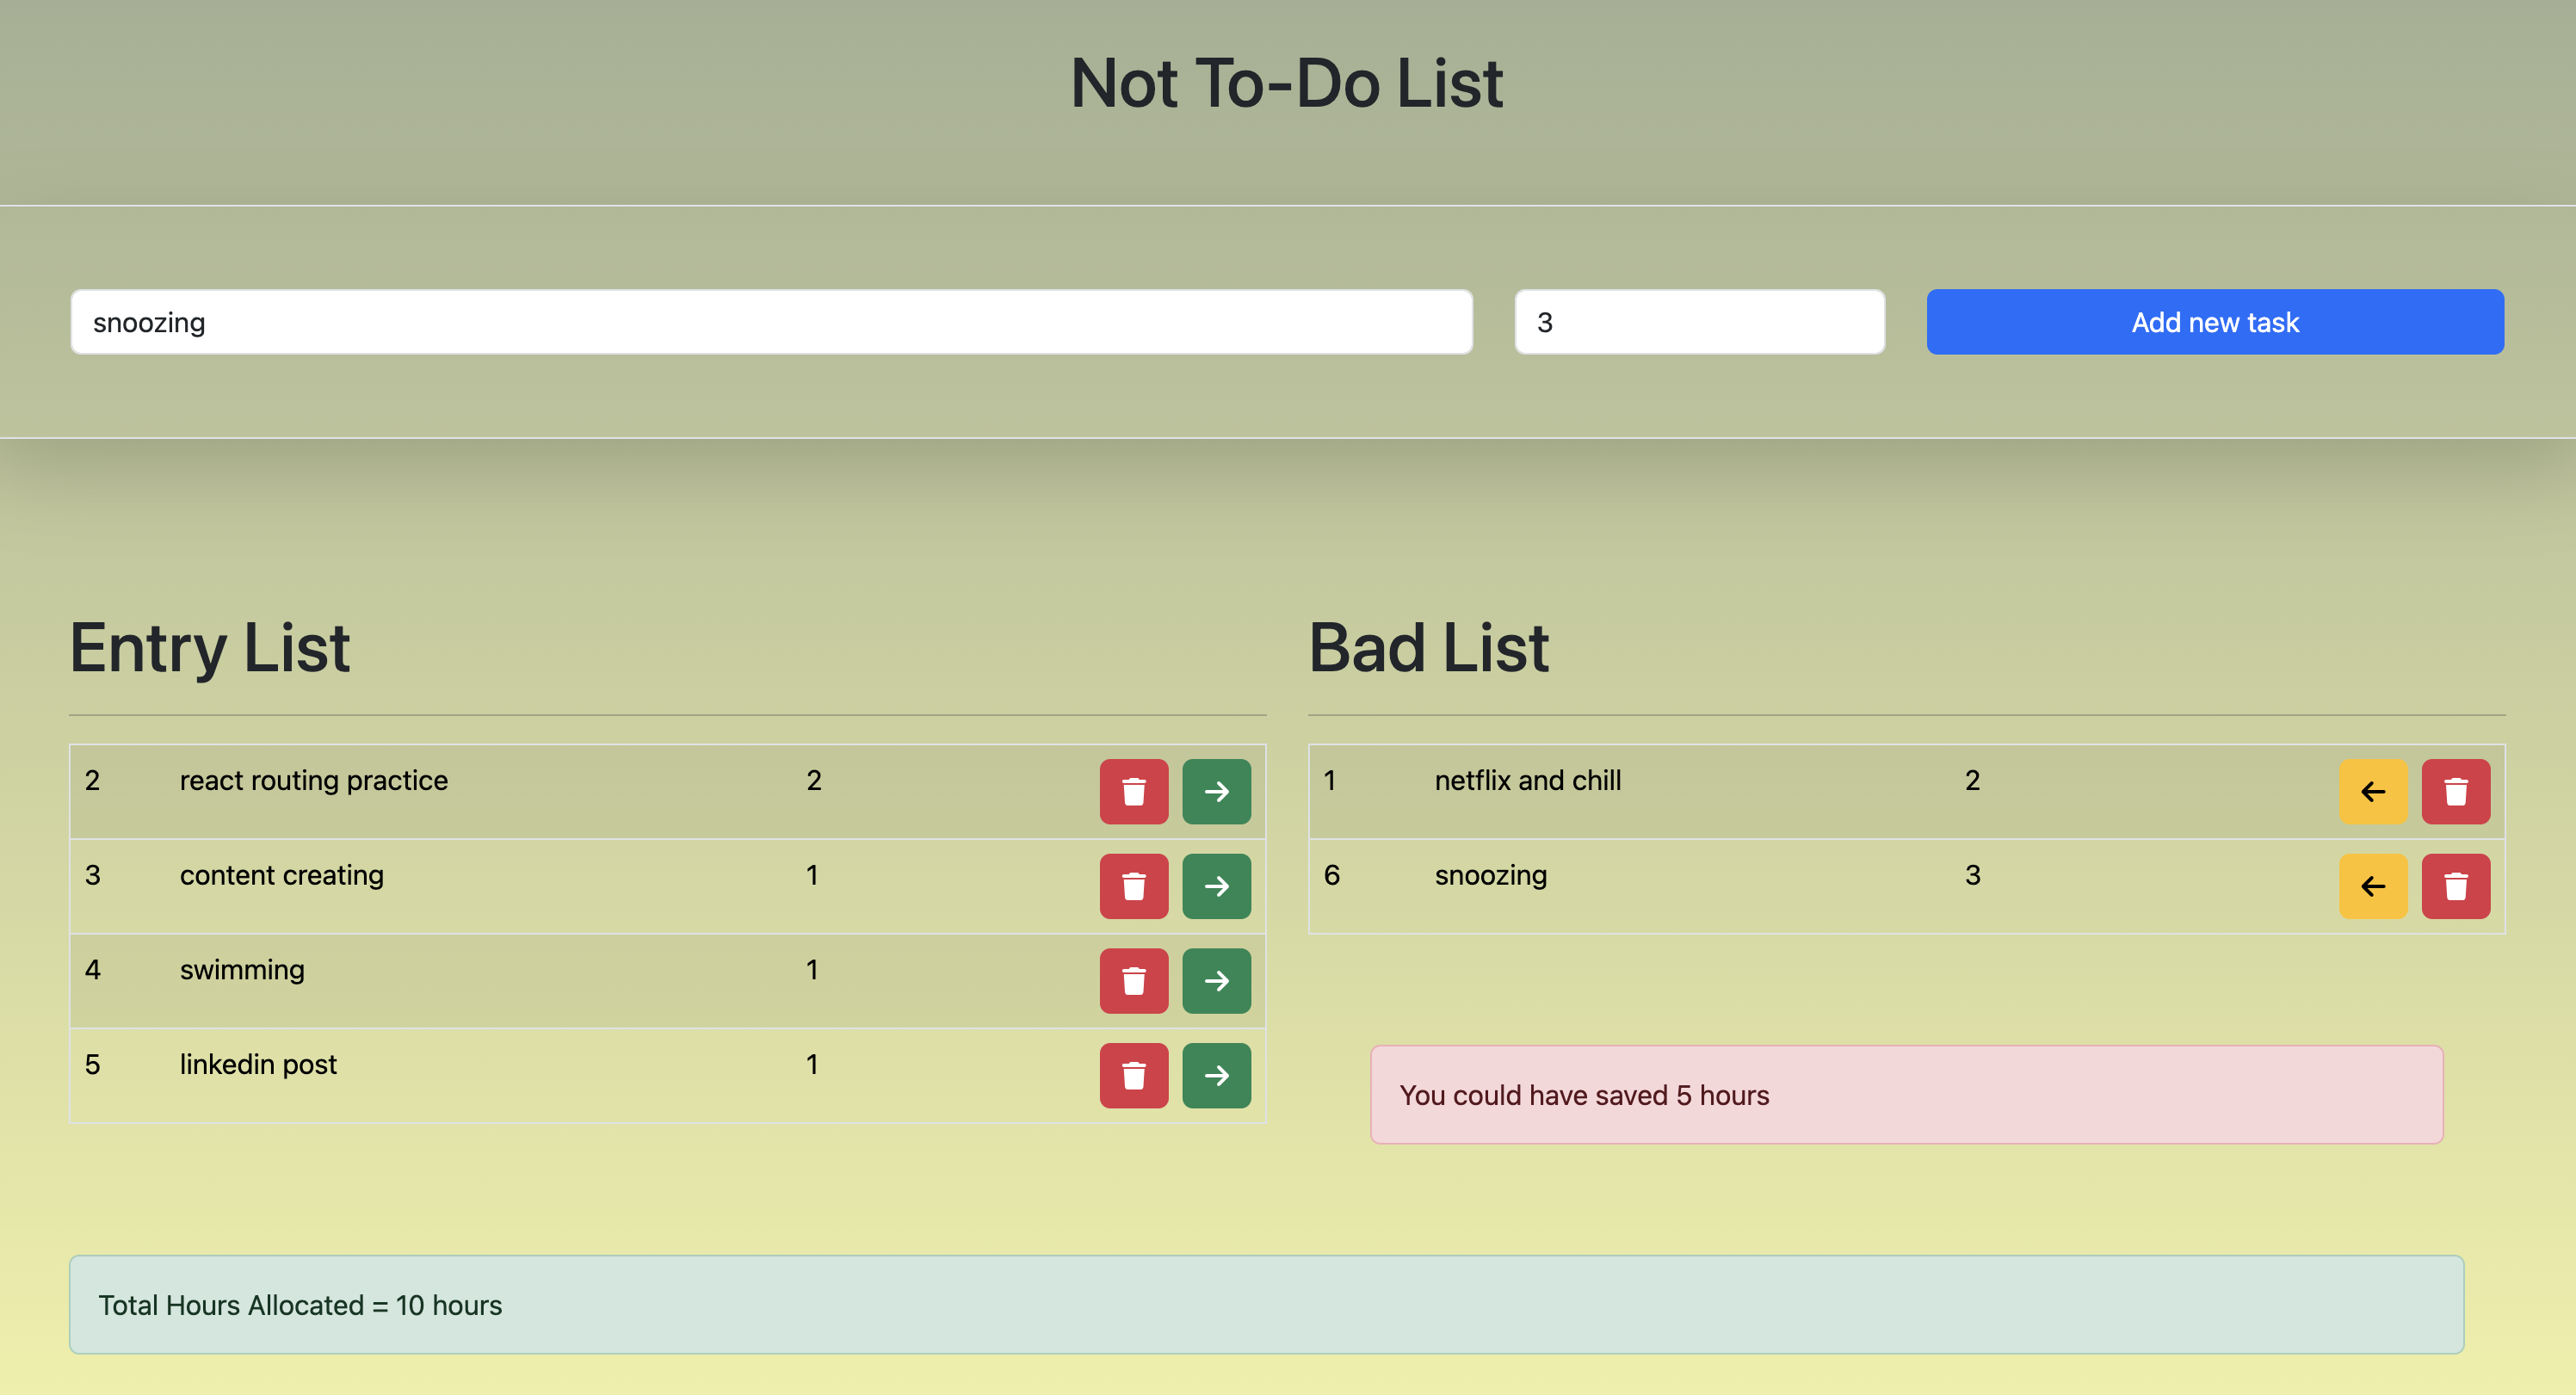 Not To-Do List
snoozing 3 Add new task
Entry List
2 react routing practice 2
3 content creating 1
4 swimming 1
5 linkedin post 1
Bad List
1 netflix and chill 2
6 snoozing 3
You could have saved 5 hours
Total Hours Allocated = 10 hours